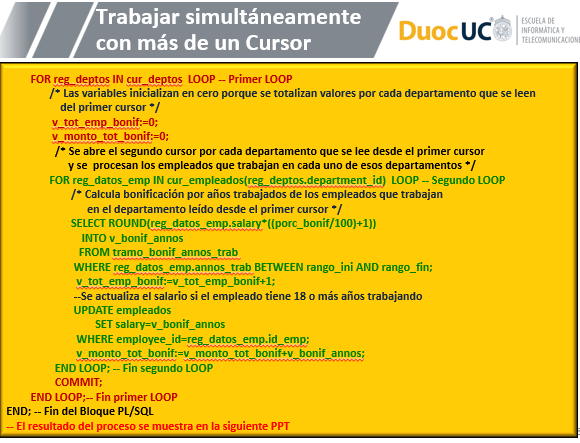 Trabajar simultáneamente
con más de un Cursor
DuocUC
ESCUELA DE
INFORMÁTICA Y
TELECOMUNICACIONES
FOR reg_deptos IN cur_deptos LOOP -- Primer LOOP
/* Las variables inicializan en cero porque se totalizan valores por cada departamento que se leen
del primer cursor */
v_tot_emp_bonif:=0;
v_monto_tot_bonif:=0;
/* Se abre el segundo cursor por cada departamento que se lee desde el primer cursor
y se procesan los empleados que trabajan en cada uno de esos departamentos */
FOR reg_datos_emp IN cur_empleados(reg_deptos.department_id) LOOP -- Segundo LOOP
/* Calcula bonificación por años trabajados de los empleados que trabajan
en el departamento leído desde el primer cursor */
SELECT ROUND(reg_datos_emp.salary*((porc_bonif/100)+1))
INTO v_bonif_annos
FROM tramo_bonif_annos_trab
WHERE reg_datos_emp.annos_trab BETWEEN rango_ini AND rango_fin;
v_tot_emp_bonif:=v_tot_emp_bonif+1;
--Se actualiza el salario si el empleado tiene 18 o más años trabajando
UPDATE empleados
SET salary=v_bonif_annos
WHERE employee_id=reg_datos_emp.id_emp;
v_monto_tot_bonif:=v_monto_tot_bonif+v_bonif_annos;
END LOOP; -- Fin segundo LOOP
COMMIT;
END LOOP;-- Fin primer LOOP
END; -- Fin del Bloque PL/SQL
-- El resultado del proceso se muestra en la siguiente PPT